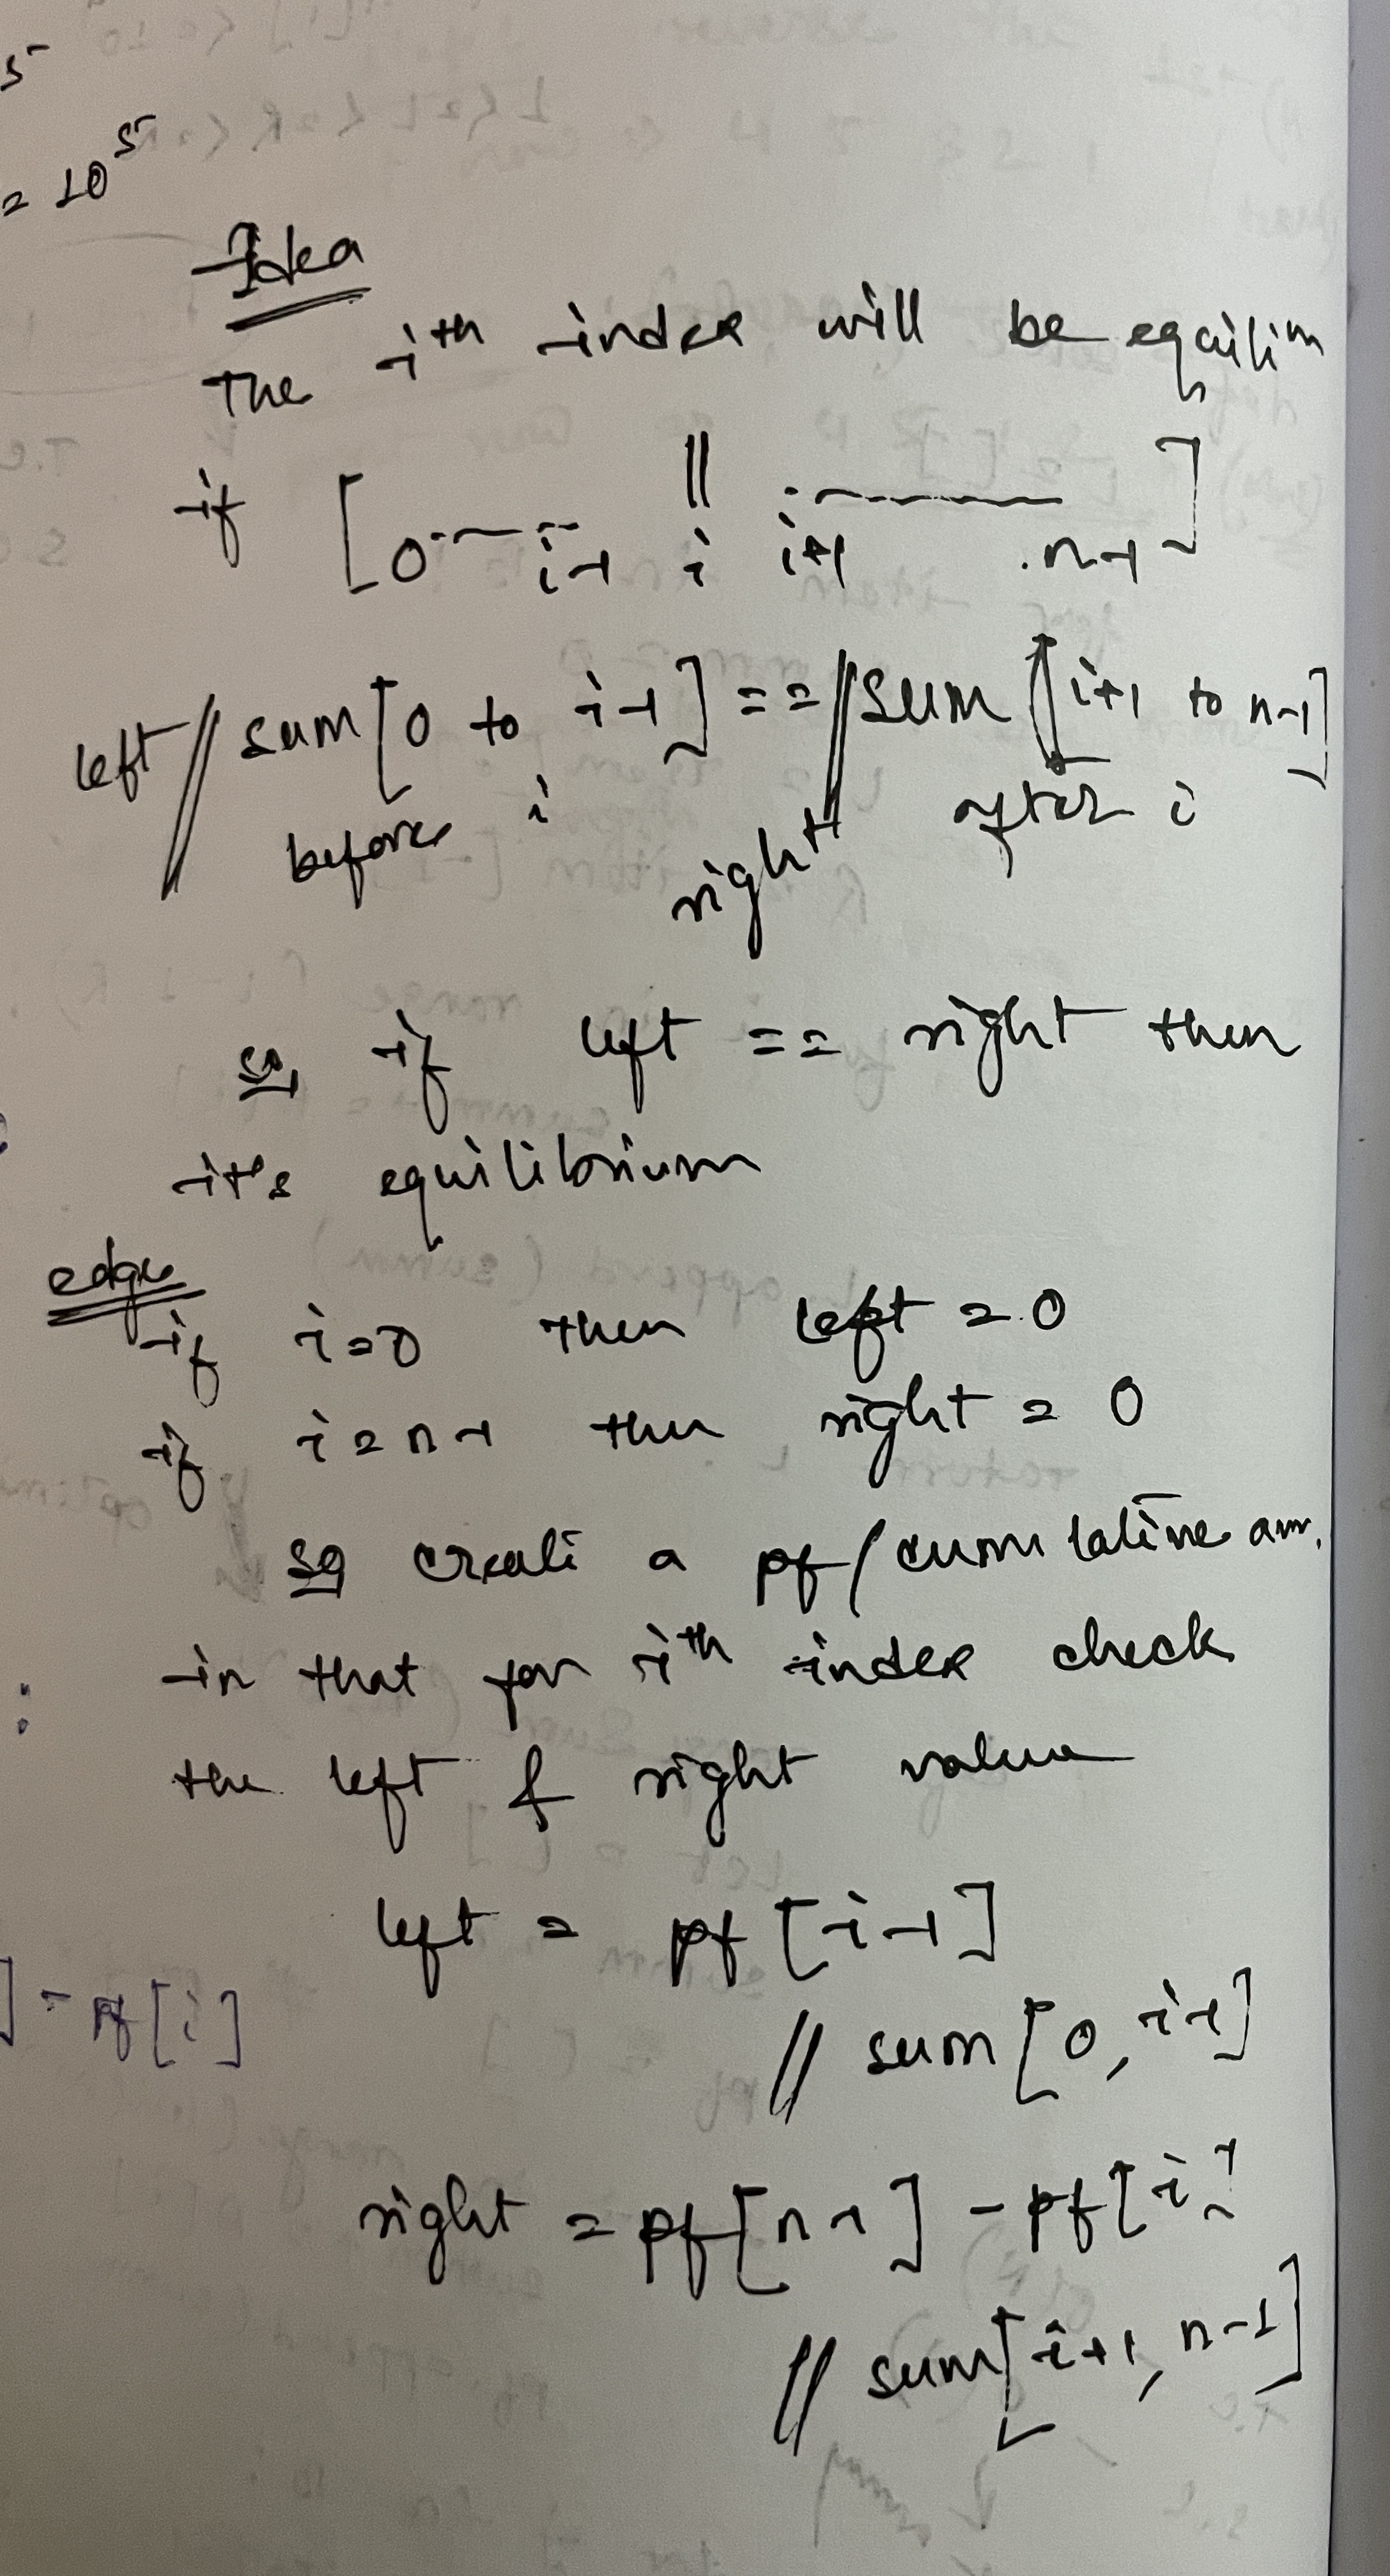 5
= 10^5
Idea
The ith index will be equilim
if [0 --- i-1 || i i+1 ------ n-1]
left // sum[0 to i-1] == // sum[i+1 to n-1]
before i right after i
so, if left == right then
it's equilibrium
edge
if i=0 then left = 0
if i=n-1 then right = 0
so create a pf/cumulative arr.
in that for ith index check
the left & right value
left = pf[i-1]
] - pf[i]
// sum[0, i-1]
right = pf[n-1] - pf[i]
// sum[i+1, n-1]